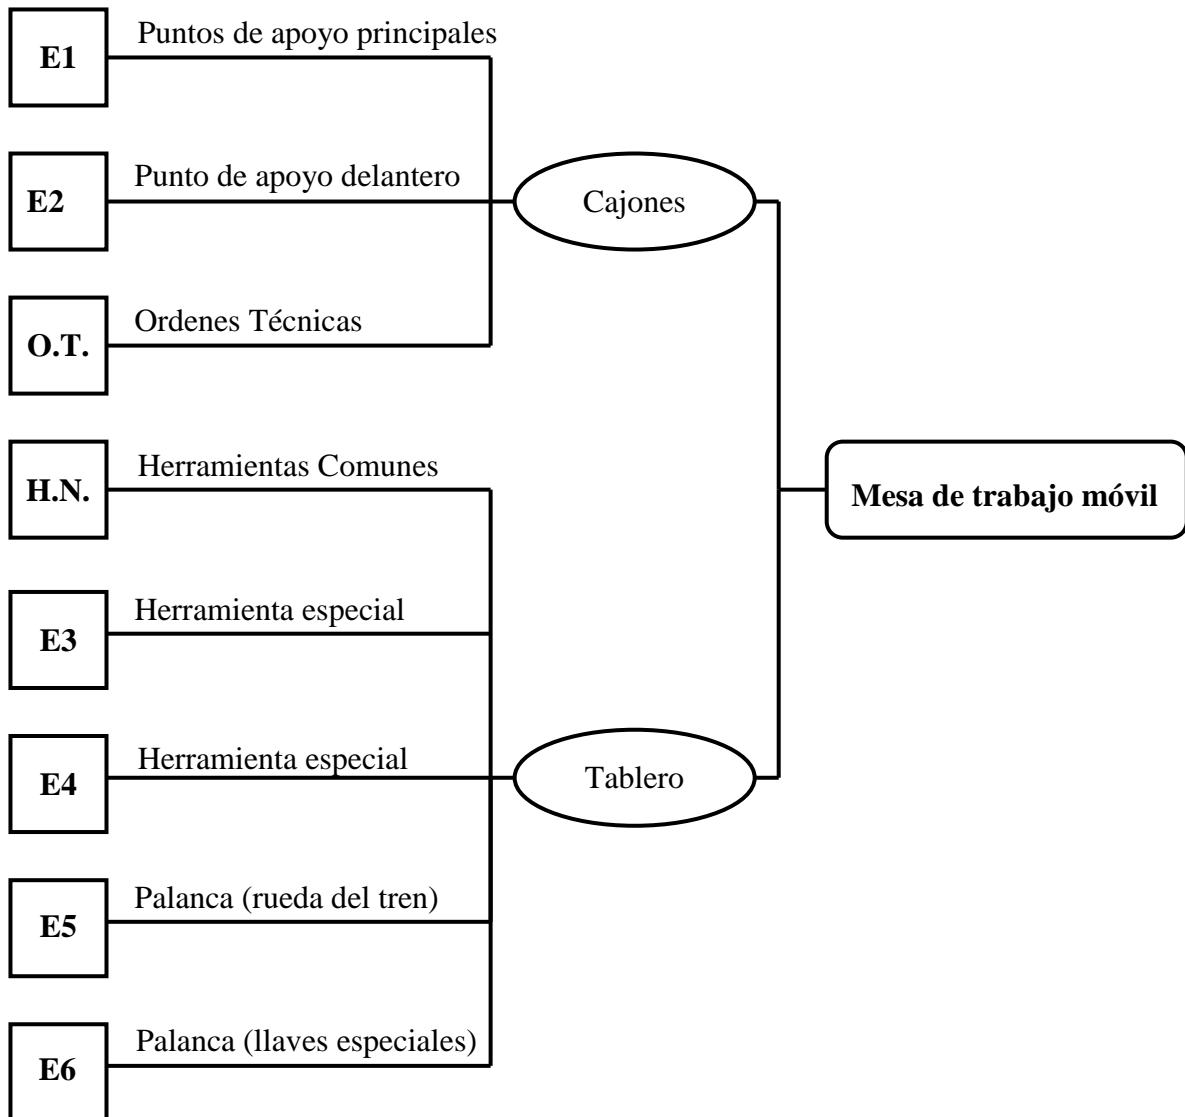 E1
Puntos de apoyo principales
E2
Punto de apoyo delantero
Cajones
O.T.
Ordenes Técnicas
H.N.
Herramientas Comunes
Mesa de trabajo móvil
E3
Herramienta especial
E4
Herramienta especial
Tablero
E5
Palanca (rueda del tren)
E6
Palanca (llaves especiales)